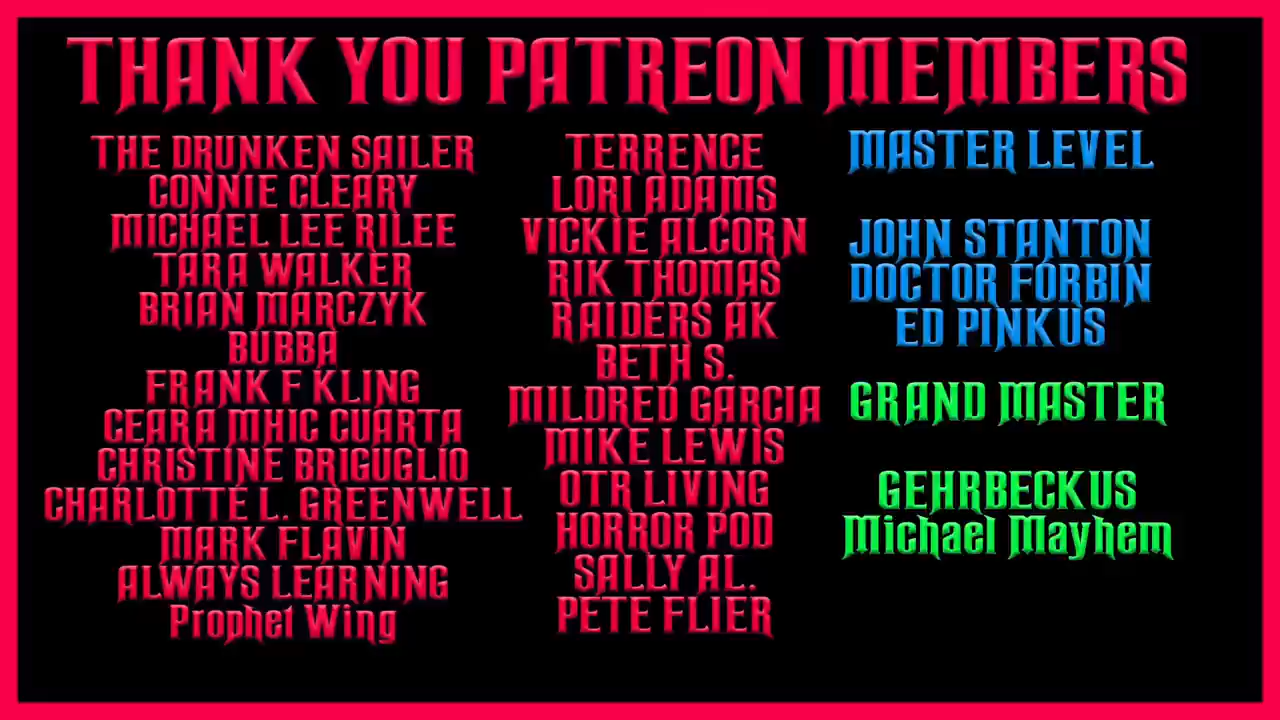 THANK YOU PATREON MEMBERS
THE DRUNKEN SAILER
CONNIE CLEARY
MICHAEL LEE RILEE
TARA WALKER
BRIAN MARCZYK
BUBBA
FRANK F KLING
CEARA MHIC CUARTA
CHRISTINE BRIGUGLIO
CHARLOTTE L. GREENWELL
MARK FLAVIN
ALWAYS LEARNING
Prophet Wing
TERRENCE
LORI ADAMS
VICKIE ALCORN
RIK THOMAS
RAIDERS AK
BETH S.
MILDRED GARCIA
MIKE LEWIS
OTR LIVING
HORROR POD
SALLY AL.
PETE FLIER
MASTER LEVEL
JOHN STANTON
DOCTOR FORBIN
ED PINKUS
GRAND MASTER
GEHRBECKUS
Michael Mayhem